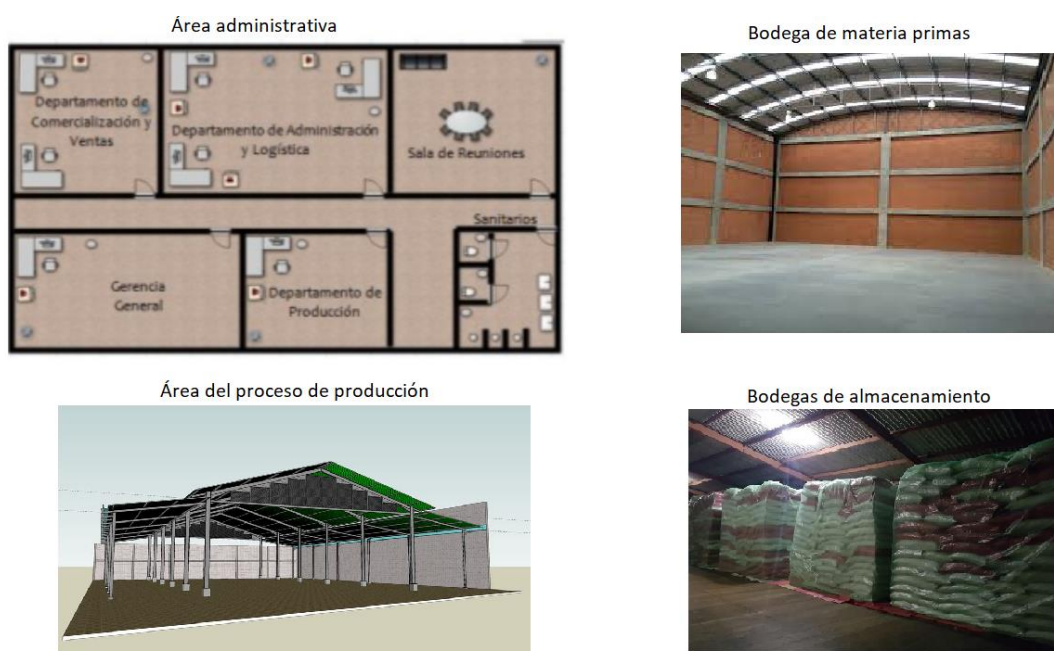 Área administrativa
Departamento de
Comercialización y
Ventas
Departamento de Administración
y Logística
Sala de Reuniones
Sanitarios
Gerencia
General
Departamento de
Producción
Bodega de materia primas
Área del proceso de producción
Bodegas de almacenamiento